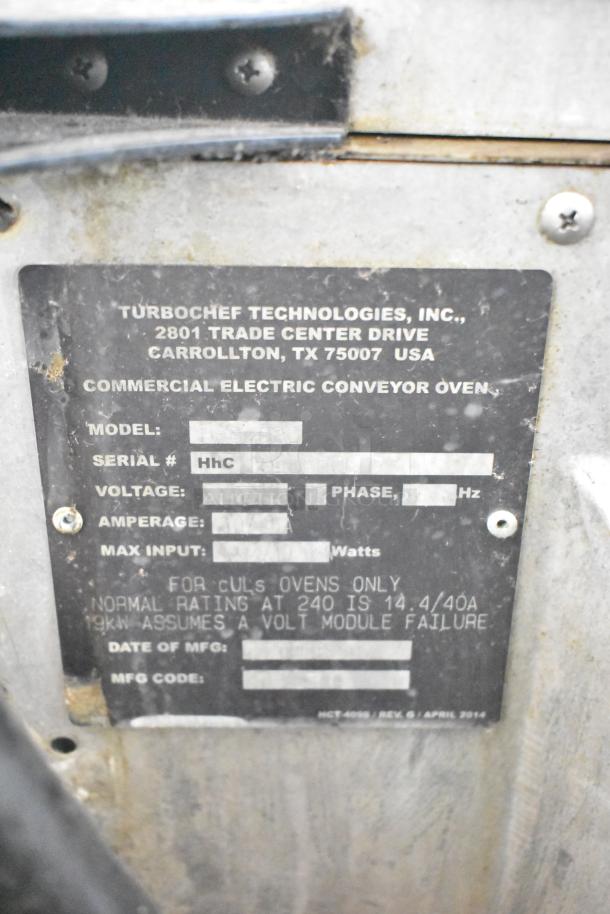 TURBOCHEF TECHNOLOGIES, INC.,
2801 TRADE CENTER DRIVE
CARROLLTON, TX 75007 USA
COMMERCIAL ELECTRIC CONVEYOR OVEN
MODEL:
SERIAL # HhC
VOLTAGE: PHASE, Hz
AMPERAGE:
MAX INPUT: Watts
FOR cULs OVENS ONLY
NORMAL RATING AT 240 IS 14.4/40A
19kW ASSUMES A VOLT MODULE FAILURE
DATE OF MFG:
MFG CODE:
HCT-4098 / REV. G / APRIL 2014